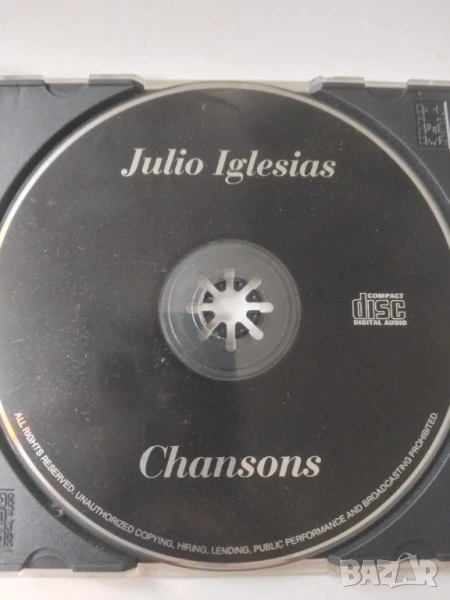 Julio Iglesias
COMPACT
disc
DIGITAL AUDIO
Chansons
ALL RIGHTS RESERVED. UNAUTHORIZED COPYING, HIRING, LENDING, PUBLIC PERFORMANCE AND BROADCASTING PROHIBITED.
BAZAR